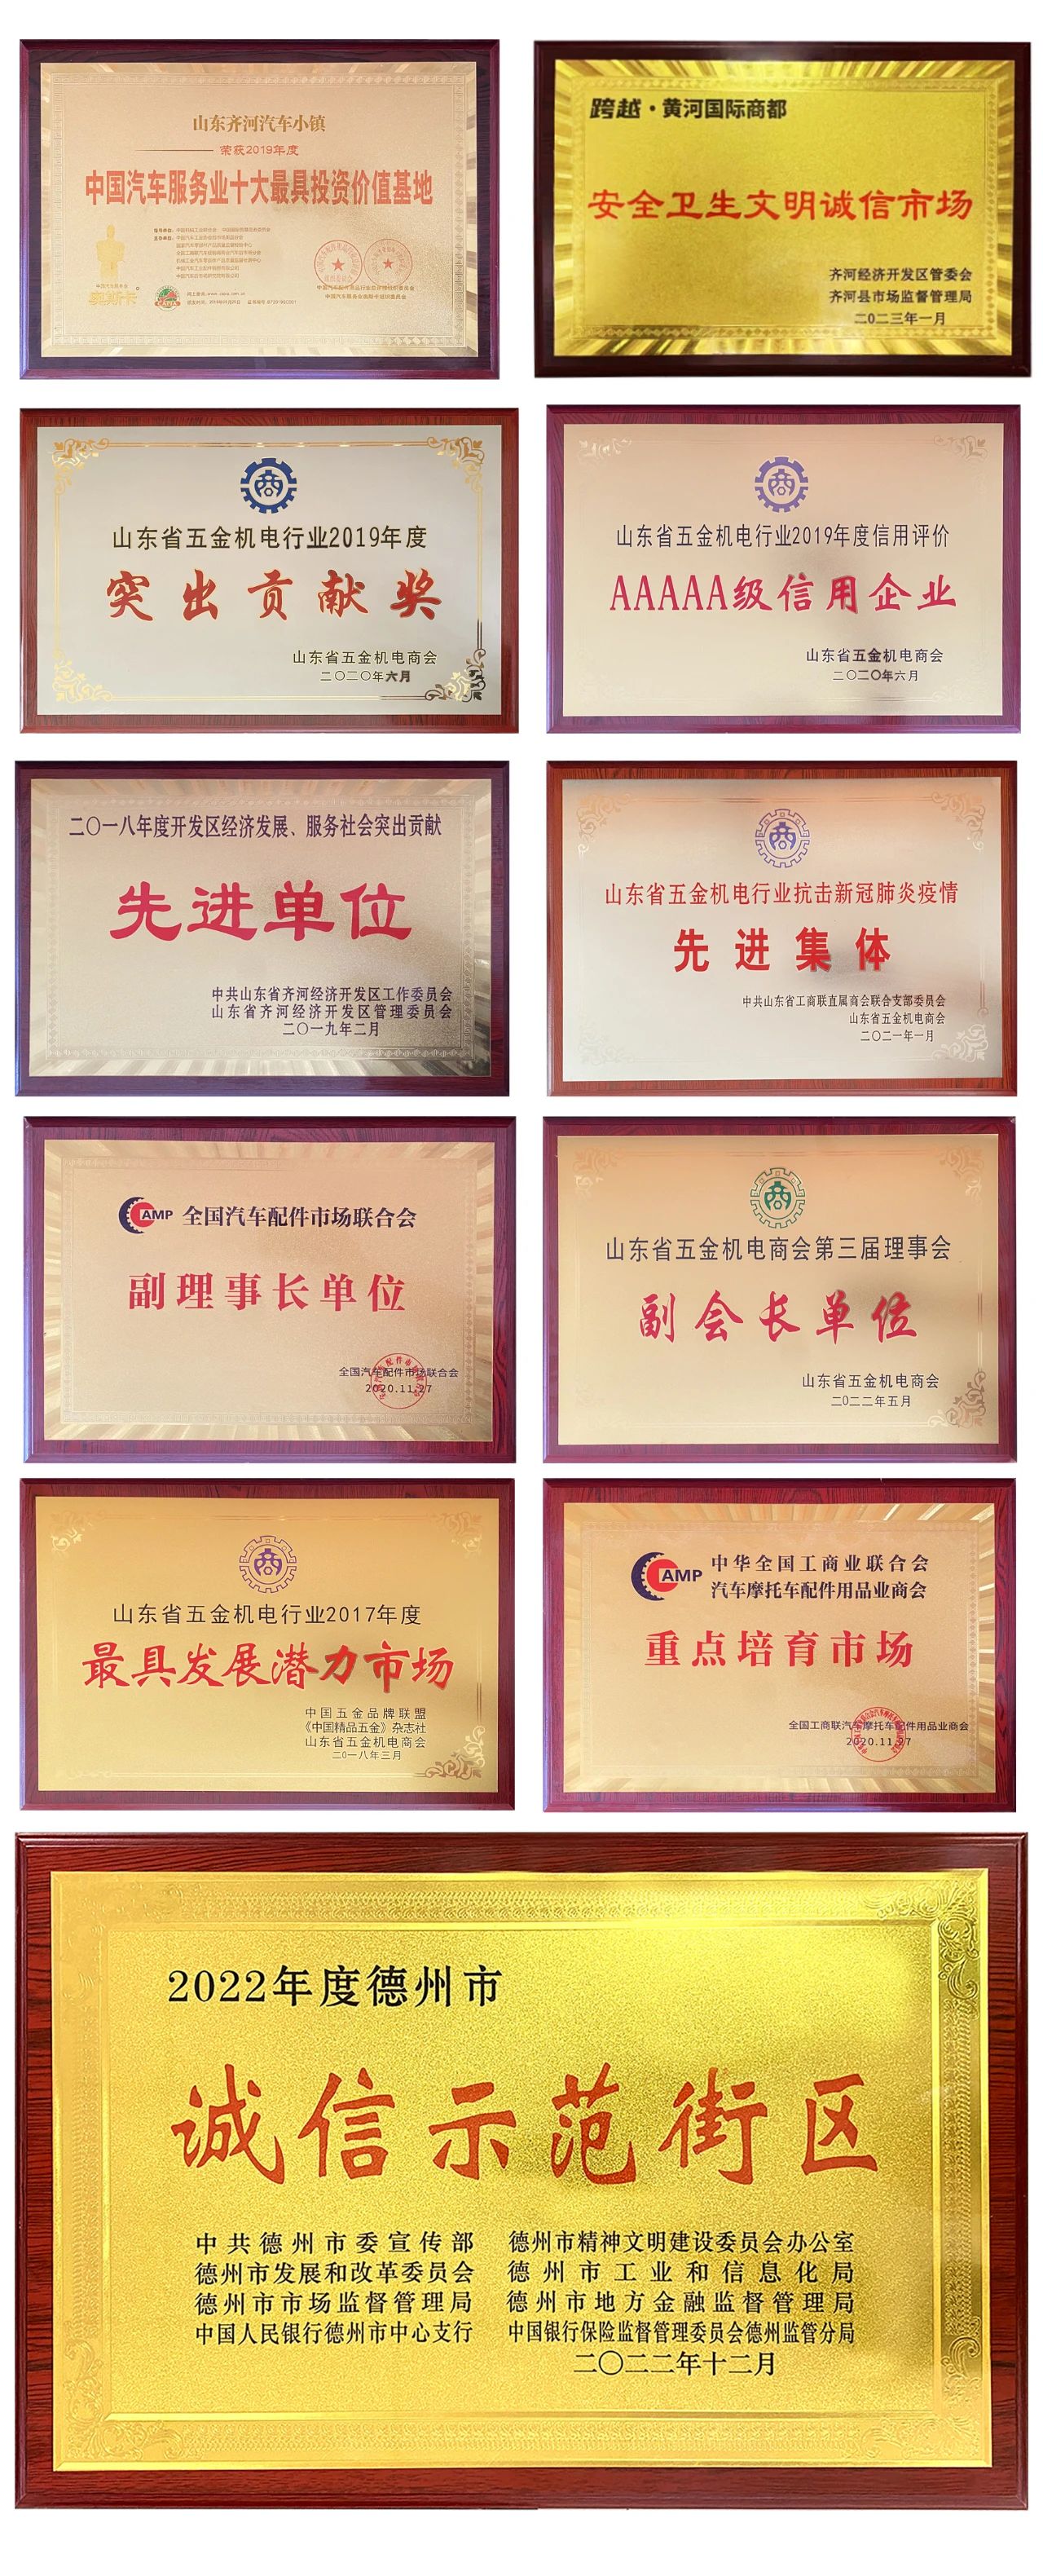 山东齐河汽车小镇
荣获2019年度
中国汽车服务业十大最具投资价值基地
跨越·黄河国际商都
安全卫生文明诚信市场
齐河经济开发区管委会
齐河县市场监督管理局
二〇二三年一月
山东省五金机电行业2019年度
突出贡献奖
山东省五金机电商会
二〇二〇年六月
山东省五金机电行业2019年度信用评价
AAAAA级信用企业
山东省五金机电商会
二〇二〇年六月
二〇一八年度开发区经济发展、服务社会突出贡献
先进单位
中共山东省齐河经济开发区工作委员会
山东省齐河经济开发区管理委员会
二〇一九年二月
山东省五金机电行业抗击新冠肺炎疫情
先进集体
中共山东省工商联直属商会联合支部委员会
山东省五金机电商会
二〇二一年一月
AMP 全国汽车配件市场联合会
副理事长单位
全国汽车配件市场联合会
2020.11.27
山东省五金机电商会第三届理事会
副会长单位
山东省五金机电商会
二〇二二年五月
山东省五金机电行业2017年度
最具发展潜力市场
中国五金品牌联盟
《中国精品五金》杂志社
山东省五金机电商会
二〇一八年三月
AMP 中华全国工商业联合会
汽车摩托车配件用品业商会
重点培育市场
全国工商联汽车摩托车配件用品业商会
2020.11.27
2022年度德州市
诚信示范街区
中共德州市委宣传部 德州市精神文明建设委员会办公室
德州市发展和改革委员会 德州市工业和信息化局
德州市市场监督管理局 德州市地方金融监督管理局
中国人民银行德州市中心支行 中国银行保险监督管理委员会德州监管分局
二〇二二年十二月